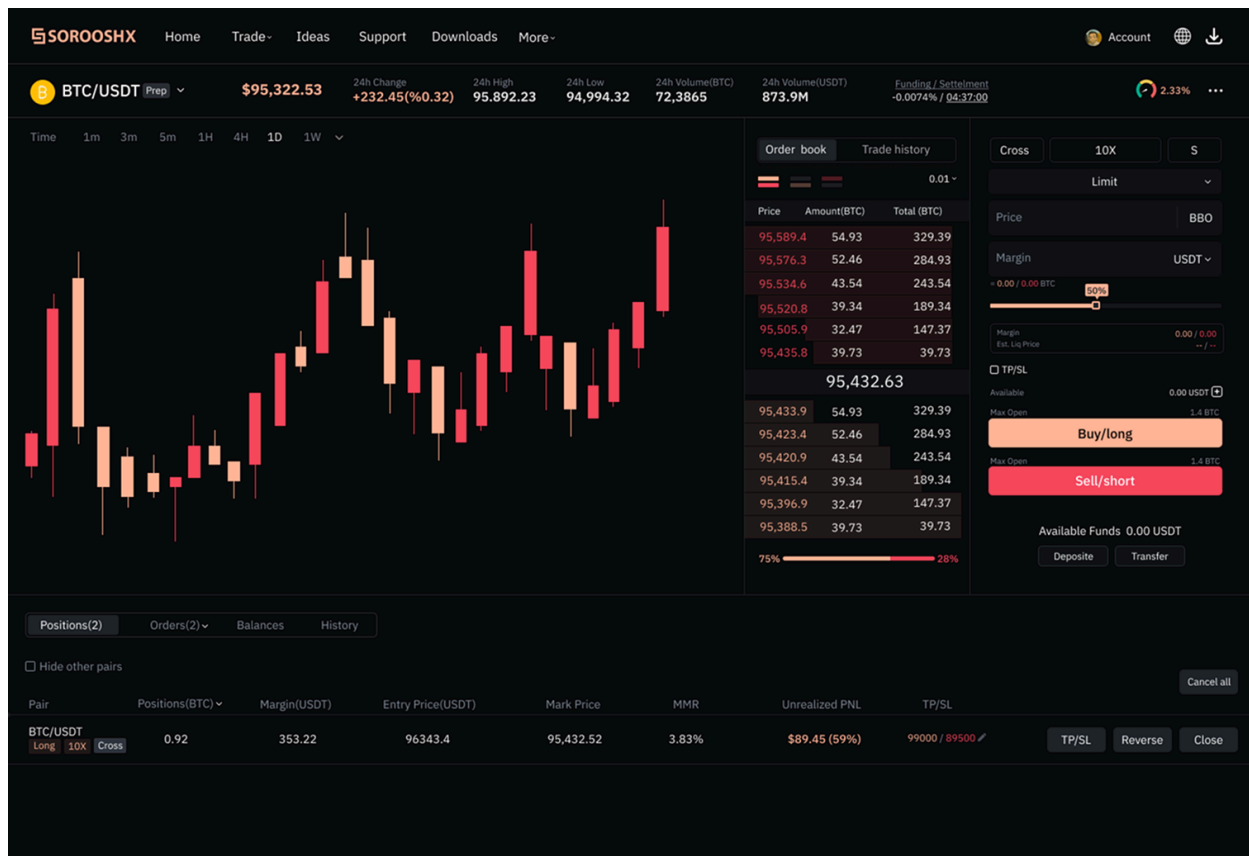 SOROOSHX Home Trade Ideas Support Downloads More Account
BTC/USDT Prep $95,322.53
24h Change
+232.45(%0.32)
24h High
95.892.23
24h Low
94,994.32
24h Volume(BTC)
72,3865
24h Volume(USDT)
873.9M
Funding / Settelment
-0.0074% / 04:37:00
2.33%
Time 1m 3m 5m 1H 4H 1D 1W
Order book Trade history
0.01
Price Amount(BTC) Total (BTC)
95,589.4 54.93 329.39
95,576.3 52.46 284.93
95.534.6 43.54 243.54
95,520.8 39.34 189.34
95,505.9 32.47 147.37
95,435.8 39.73 39.73
95,432.63
95,433.9 54.93 329.39
95,423.4 52.46 284.93
95,420.9 43.54 243.54
95,415.4 39.34 189.34
95,396.9 32.47 147.37
95,388.5 39.73 39.73
75% 28%
Cross 10X S
Limit
Price BBO
Margin USDT
≈ 0.00 / 0.00 BTC
50%
Margin 0.00 / 0.00
Est. Liq Price -- / --
TP/SL
Available 0.00 USDT
Max Open 1.4 BTC
Buy/long
Max Open 1.4 BTC
Sell/short
Available Funds 0.00 USDT
Deposite Transfer
Positions(2) Orders(2) Balances History
Hide other pairs
Cancel all
Pair Positions(BTC) Margin(USDT) Entry Price(USDT) Mark Price MMR Unrealized PNL TP/SL
BTC/USDT
Long 10X Cross
0.92 353.22 96343.4 95,432.52 3.83% $89.45 (59%) 99000 / 89500 TP/SL Reverse Close